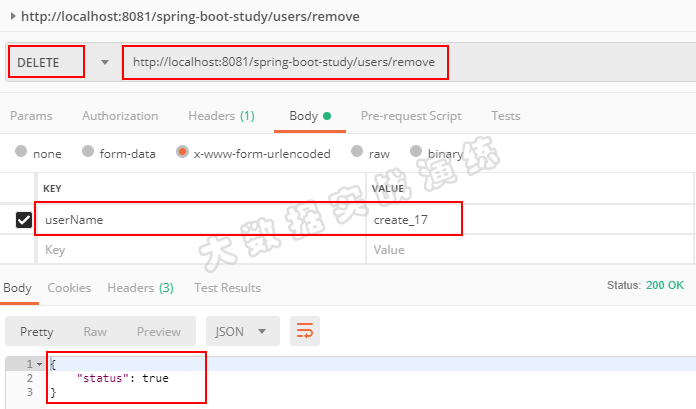 http://localhost:8081/spring-boot-study/users/remove
DELETE http://localhost:8081/spring-boot-study/users/remove
Params Authorization Headers (1) Body Pre-request Script Tests
none form-data x-www-form-urlencoded raw binary
KEY VALUE
userName create_17
Key Value
大数据实战演练
Body Cookies Headers (3) Test Results Status: 200 OK
Pretty Raw Preview JSON
1 {
2 "status": true
3 }